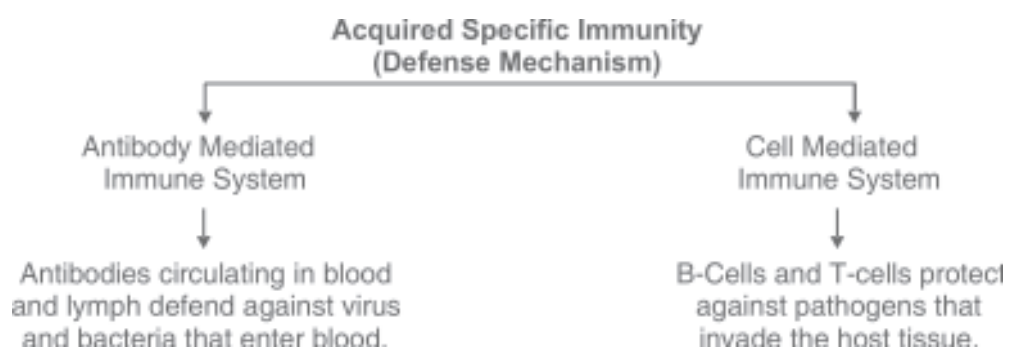 Acquired Specific Immunity
(Defense Mechanism)
Antibody Mediated
Immune System
Cell Mediated
Immune System
Antibodies circulating in blood
and lymph defend against virus
and bacteria that enter blood.
B-Cells and T-cells protect
against pathogens that
invade the host tissue.